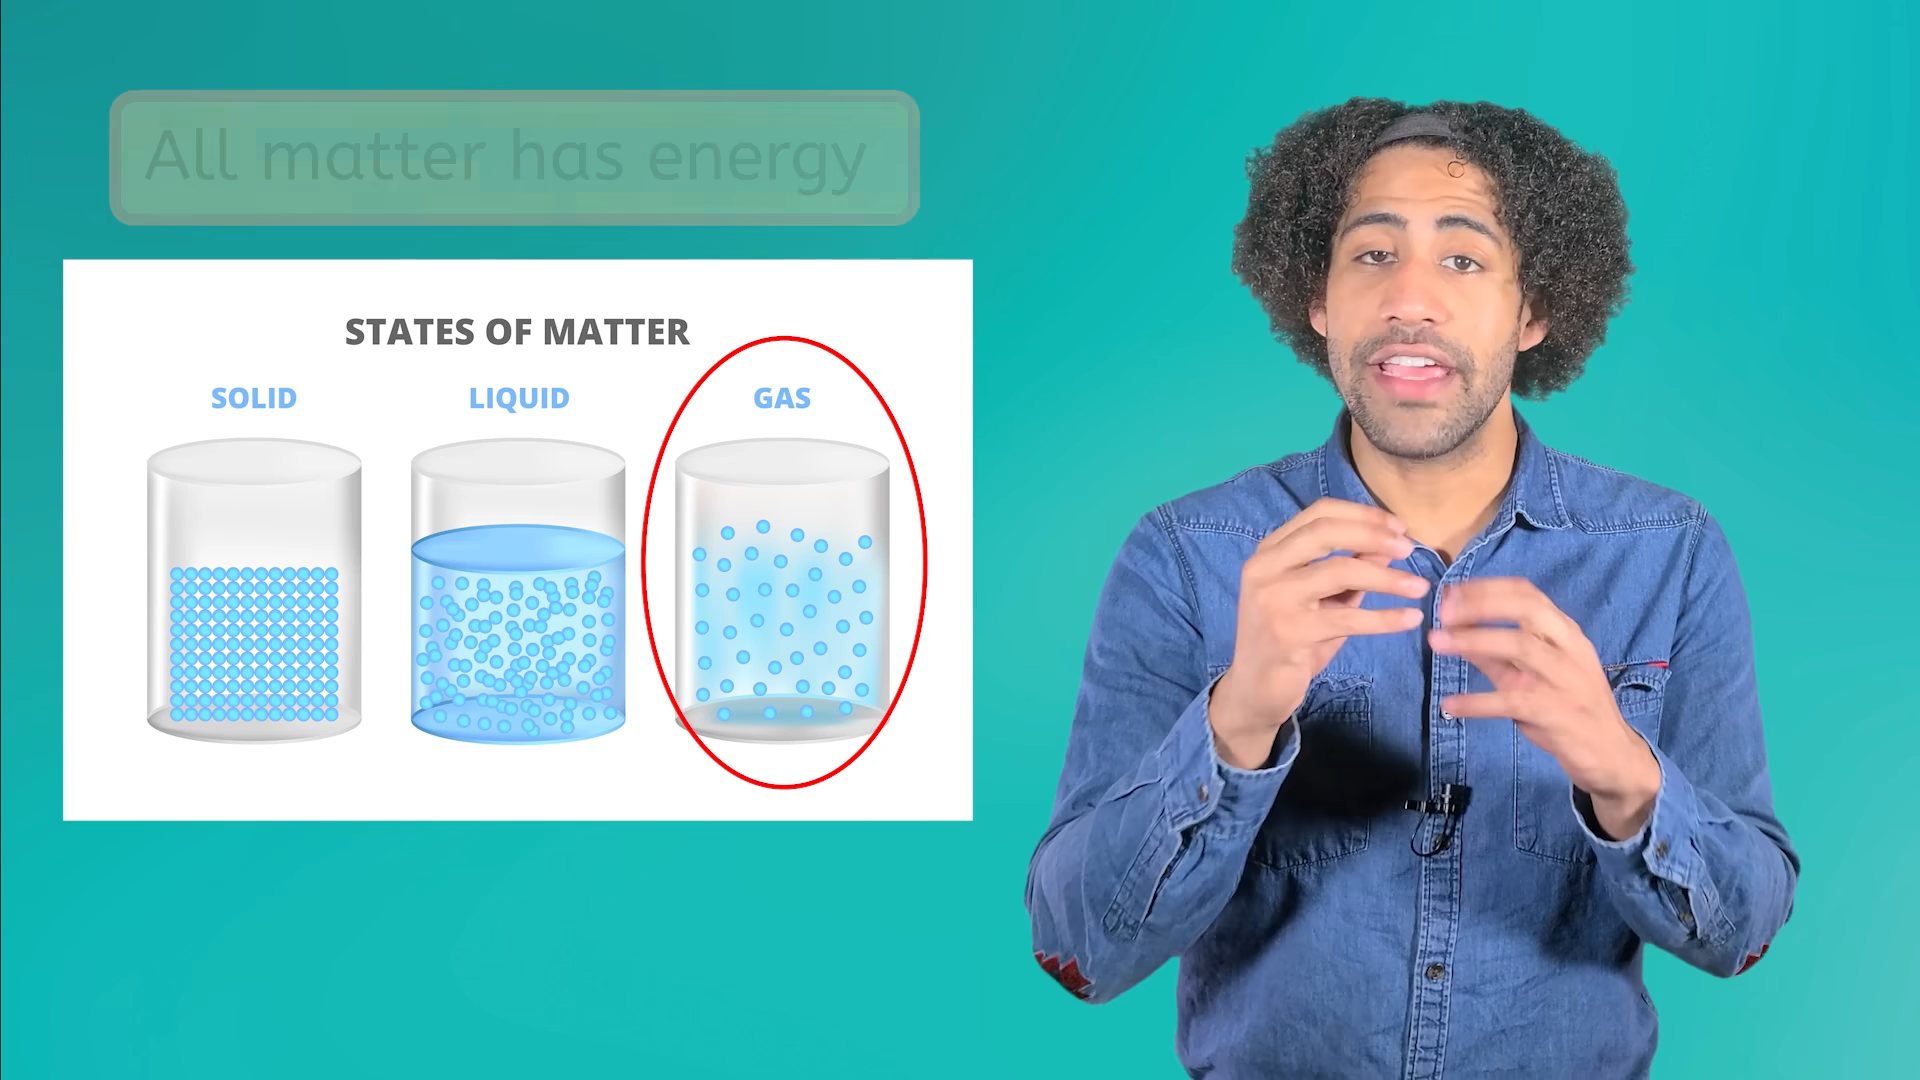 All matter has energy
STATES OF MATTER
SOLID LIQUID GAS